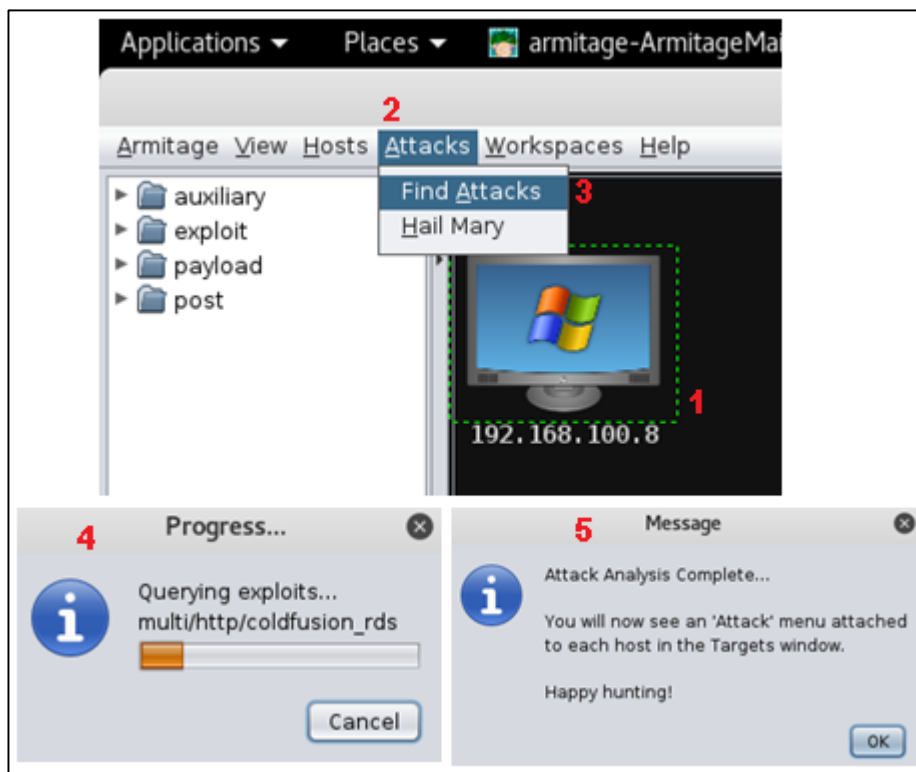 Applications Places armitage-ArmitageMai
2
Armitage View Hosts Attacks Workspaces Help
auxiliary
exploit
payload
post
Find Attacks 3
Hail Mary
1
192.168.100.8
4 Progress...
Querying exploits...
multi/http/coldfusion_rds
Cancel
5 Message
Attack Analysis Complete...
You will now see an 'Attack' menu attached
to each host in the Targets window.
Happy hunting!
OK